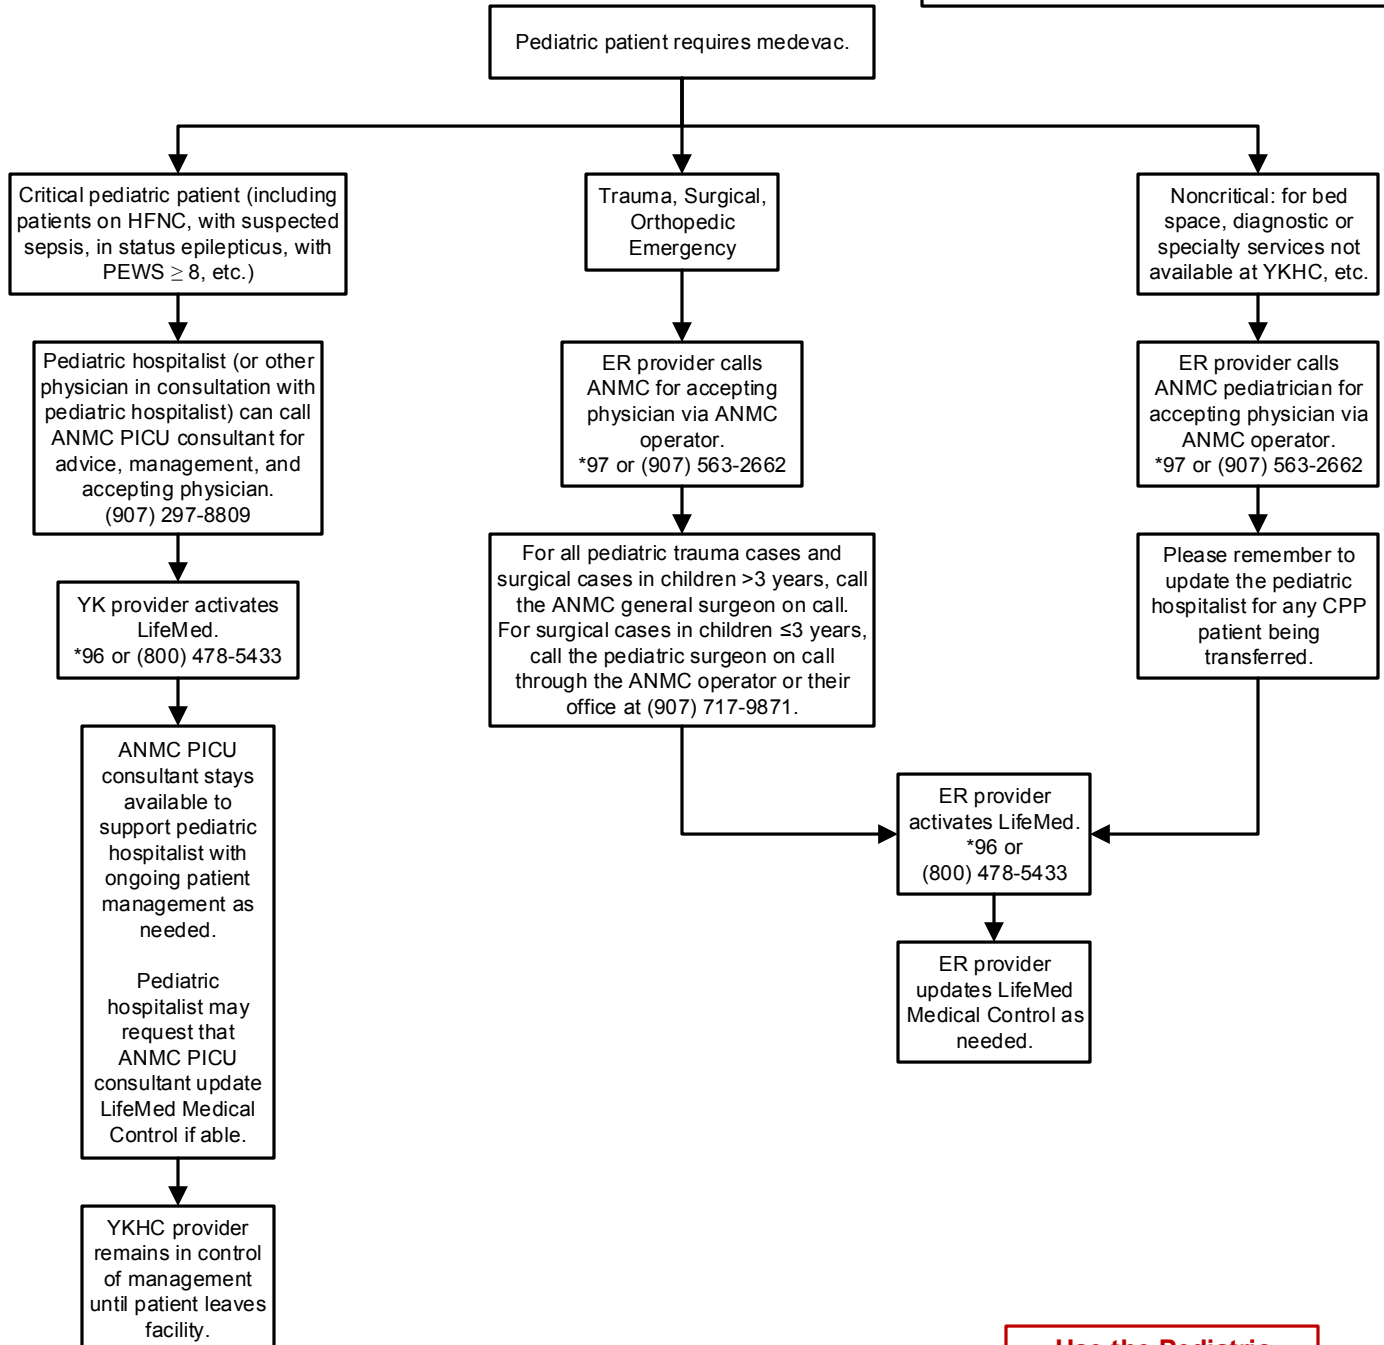 Pediatric patient requires medevac.
Critical pediatric patient (including
patients on HFNC, with suspected
sepsis, in status epilepticus, with
PEWS ≥ 8, etc.)
Pediatric hospitalist (or other
physician in consultation with
pediatric hospitalist) can call
ANMC PICU consultant for
advice, management, and
accepting physician.
(907) 297-8809
YK provider activates
LifeMed.
*96 or (800) 478-5433
ANMC PICU
consultant stays
available to
support pediatric
hospitalist with
ongoing patient
management as
needed.
Pediatric
hospitalist may
request that
ANMC PICU
consultant update
LifeMed Medical
Control if able.
YKHC provider
remains in control
of management
until patient leaves
facility.
Trauma, Surgical,
Orthopedic
Emergency
ER provider calls
ANMC for accepting
physician via ANMC
operator.
*97 or (907) 563-2662
For all pediatric trauma cases and
surgical cases in children >3 years, call
the ANMC general surgeon on call.
For surgical cases in children ≤3 years,
call the pediatric surgeon on call
through the ANMC operator or their
office at (907) 717-9871.
Noncritical: for bed
space, diagnostic or
specialty services not
available at YKHC, etc.
ER provider calls
ANMC pediatrician for
accepting physician via
ANMC operator.
*97 or (907) 563-2662
Please remember to
update the pediatric
hospitalist for any CPP
patient being
transferred.
ER provider
activates LifeMed.
*96 or
(800) 478-5433
ER provider
updates LifeMed
Medical Control as
needed.
Use the Pediatric